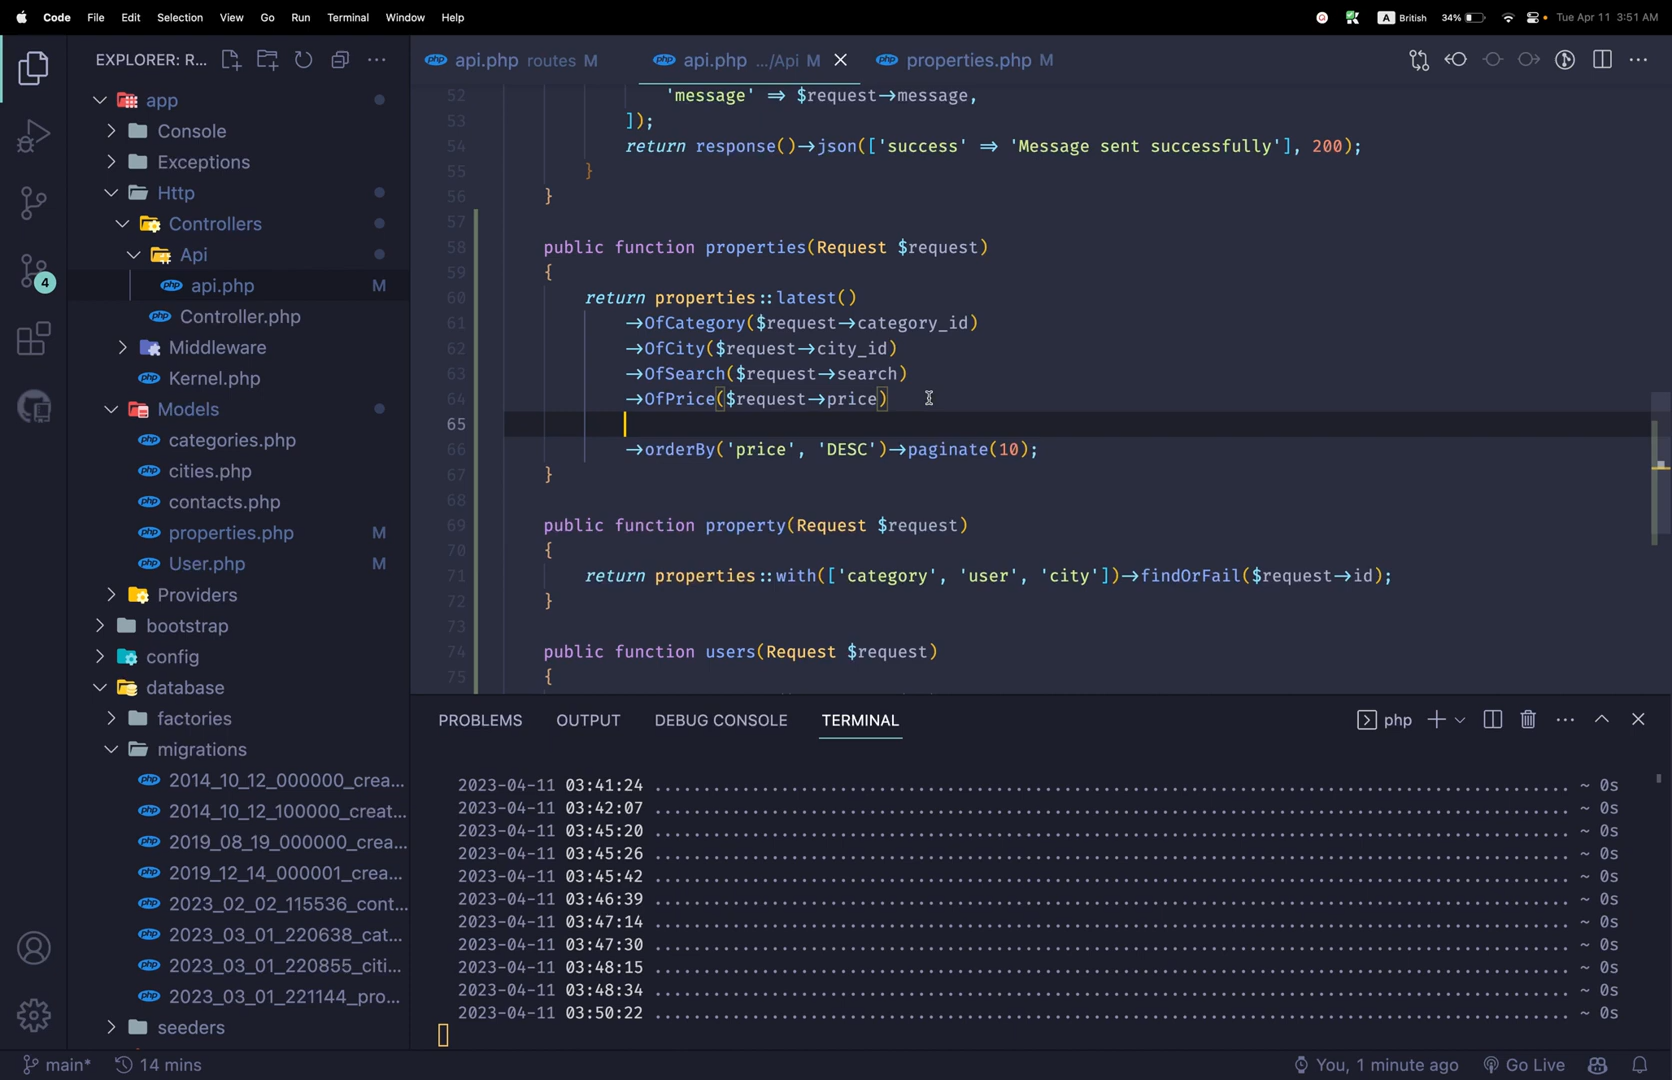 Code File Edit Selection View Go Run Terminal Window Help
A British 34% Tue Apr 11 3:51 AM
EXPLORER: R...
app
Console
Exceptions
Http
Controllers
Api
api.php M
Controller.php
Middleware
Kernel.php
Models
categories.php
cities.php
contacts.php
properties.php M
User.php M
Providers
bootstrap
config
database
factories
migrations
2014_10_12_000000_crea...
2014_10_12_100000_creat...
2019_08_19_000000_crea...
2019_12_14_000001_crea...
2023_02_02_115536_cont...
2023_03_01_220638_cat...
2023_03_01_220855_citi...
2023_03_01_221144_pro...
seeders
4
api.php routes M
api.php .../Api M
properties.php M
52 'message' => $request->message,
53 ]);
54 return response()->json(['success' => 'Message sent successfully'], 200);
55 }
56 }
57
58 public function properties(Request $request)
59 {
60 return properties::latest()
61 ->OfCategory($request->category_id)
62 ->OfCity($request->city_id)
63 ->OfSearch($request->search)
64 ->OfPrice($request->price)
65
66 ->orderBy('price', 'DESC')->paginate(10);
67 }
68
69 public function property(Request $request)
70 {
71 return properties::with(['category', 'user', 'city'])->findOrFail($request->id);
72 }
73
74 public function users(Request $request)
75 {
PROBLEMS OUTPUT DEBUG CONSOLE TERMINAL
php
2023-04-11 03:41:24 ........................................ ~ 0s
2023-04-11 03:42:07 ........................................ ~ 0s
2023-04-11 03:45:20 ........................................ ~ 0s
2023-04-11 03:45:26 ........................................ ~ 0s
2023-04-11 03:45:42 ........................................ ~ 0s
2023-04-11 03:46:39 ........................................ ~ 0s
2023-04-11 03:47:14 ........................................ ~ 0s
2023-04-11 03:47:30 ........................................ ~ 0s
2023-04-11 03:48:15 ........................................ ~ 0s
2023-04-11 03:48:34 ........................................ ~ 0s
2023-04-11 03:50:22 ........................................ ~ 0s
main* 14 mins
You, 1 minute ago Go Live